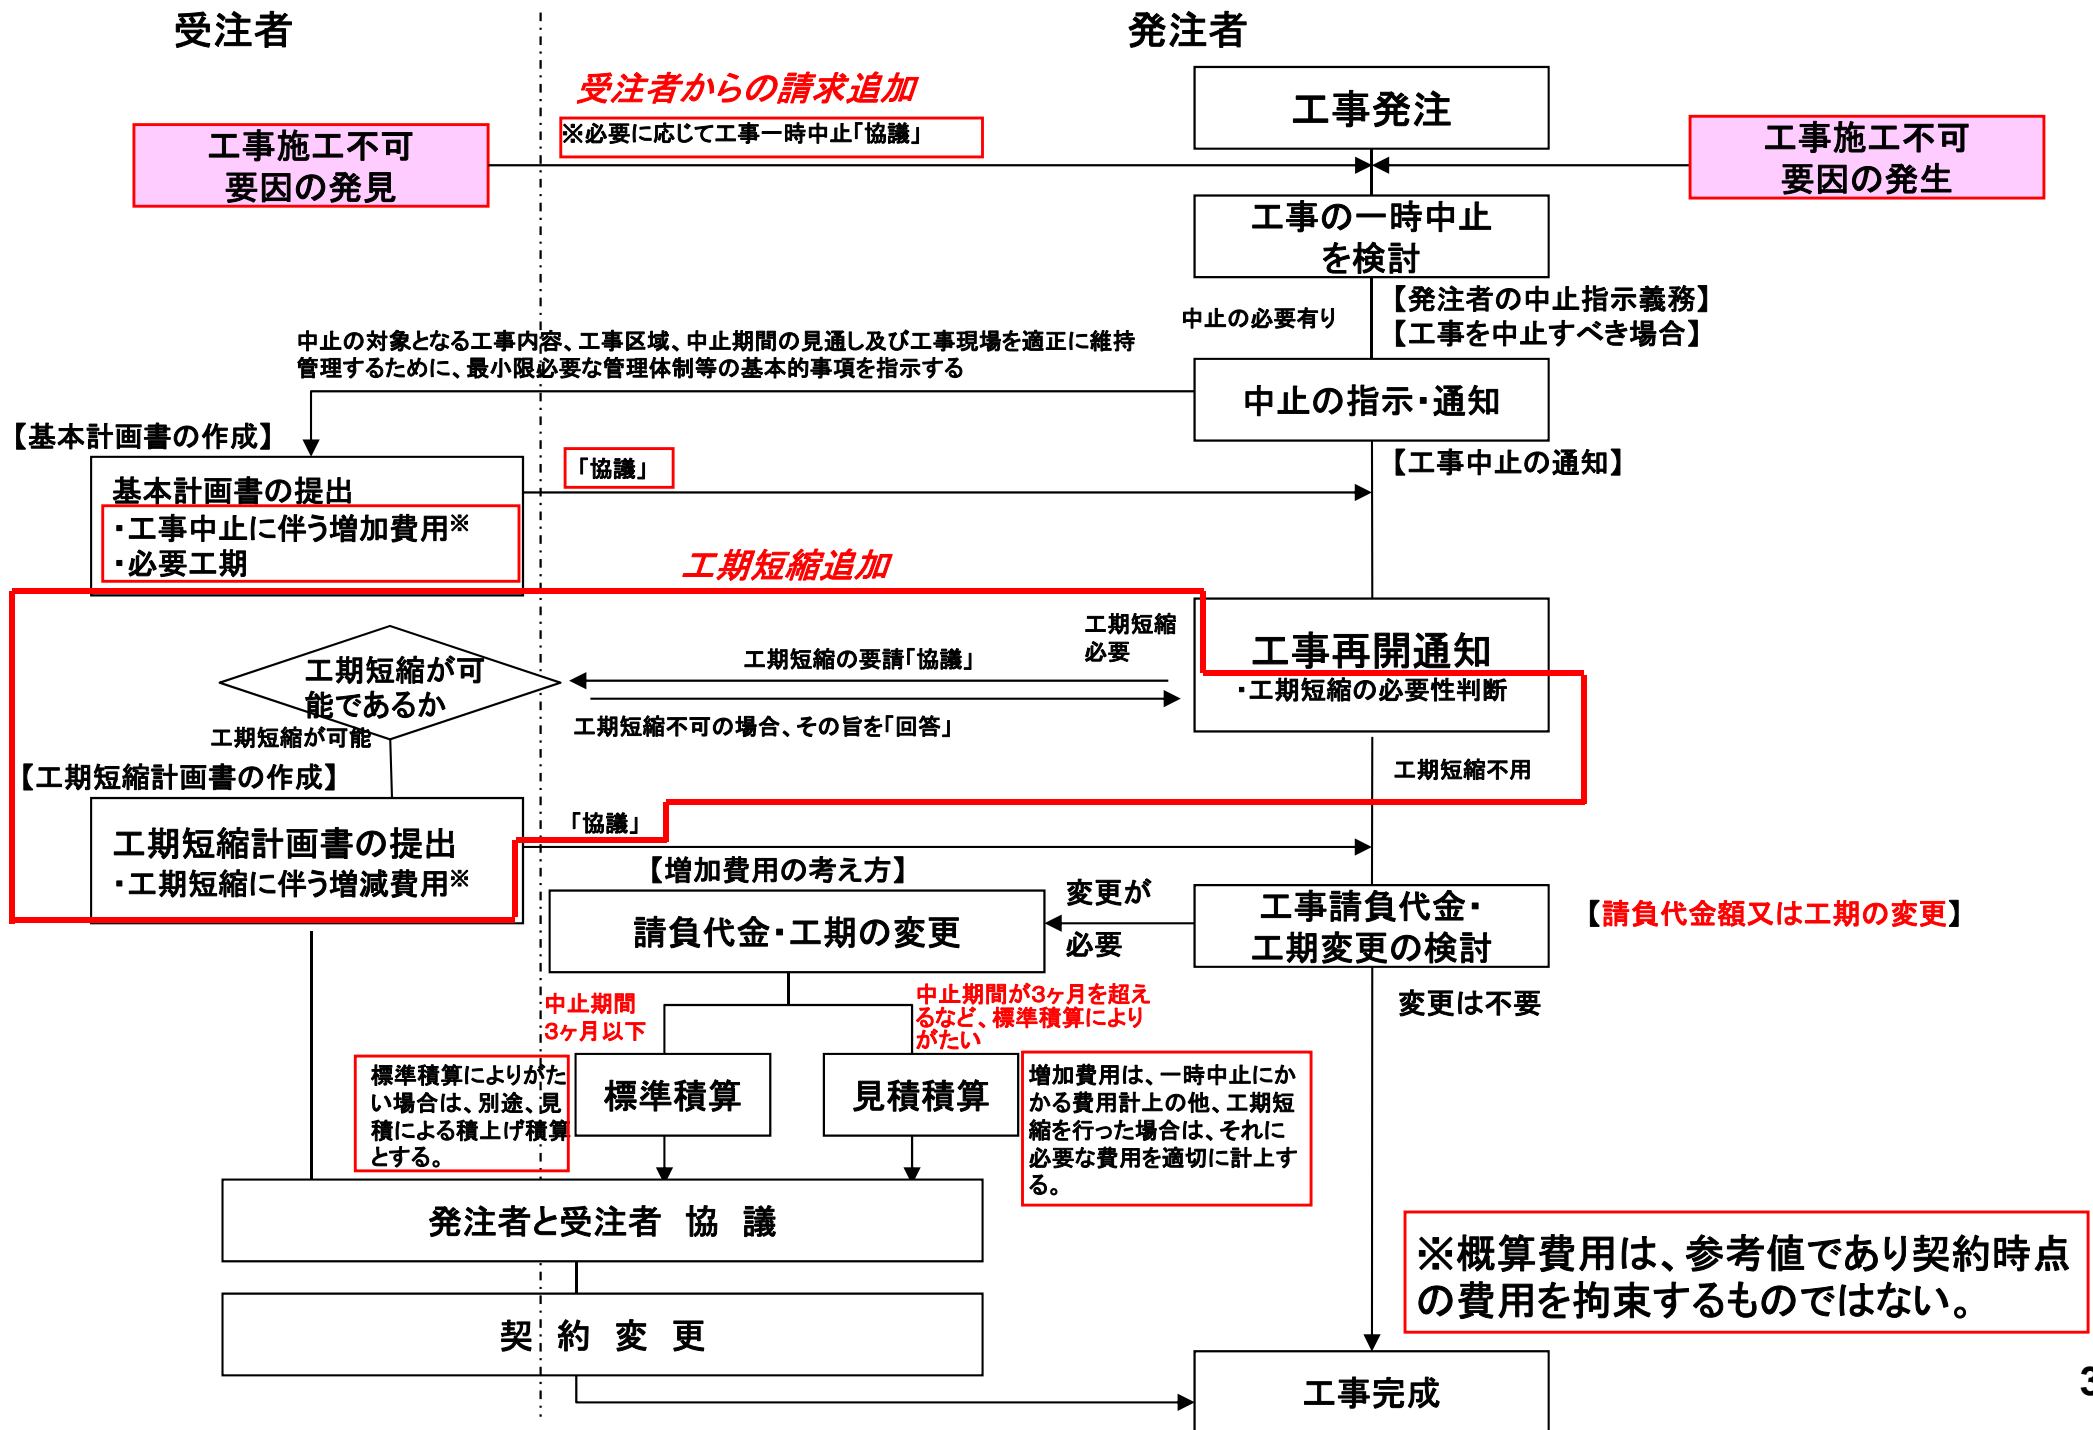 受注者
発注者
受注者からの請求追加
※必要に応じて工事一時中止「協議」
工事発注
工事施工不可
要因の発見
工事施工不可
要因の発生
工事の一時中止
を検討
【発注者の中止指示義務】
【工事を中止すべき場合】
中止の必要有り
中止の対象となる工事内容、工事区域、中止期間の見通し及び工事現場を適正に維持
管理するために、最小限必要な管理体制等の基本的事項を指示する
中止の指示・通知
【基本計画書の作成】
【工事中止の通知】
「協議」
基本計画書の提出
・工事中止に伴う増加費用※
・必要工期
工期短縮追加
工期短縮
必要
工事再開通知
・工期短縮の必要性判断
工期短縮の要請「協議」
工期短縮が可
能であるか
工期短縮不可の場合、その旨を「回答」
工期短縮が可能
工期短縮不用
【工期短縮計画書の作成】
工期短縮計画書の提出
・工期短縮に伴う増減費用※
「協議」
【増加費用の考え方】
請負代金・工期の変更
変更が
必要
工事請負代金・
工期変更の検討
【請負代金額又は工期の変更】
変更は不要
中止期間
3ヶ月以下
中止期間が3ヶ月を超え
るなど、標準積算により
がたい
標準積算によりがた
い場合は、別途、見
積による積上げ積算
とする。
標準積算
見積積算
増加費用は、一時中止にか
かる費用計上の他、工期短
縮を行った場合は、それに
必要な費用を適切に計上す
る。
発注者と受注者　協　議
※概算費用は、参考値であり契約時点
の費用を拘束するものではない。
契　約　変　更
工事完成
3